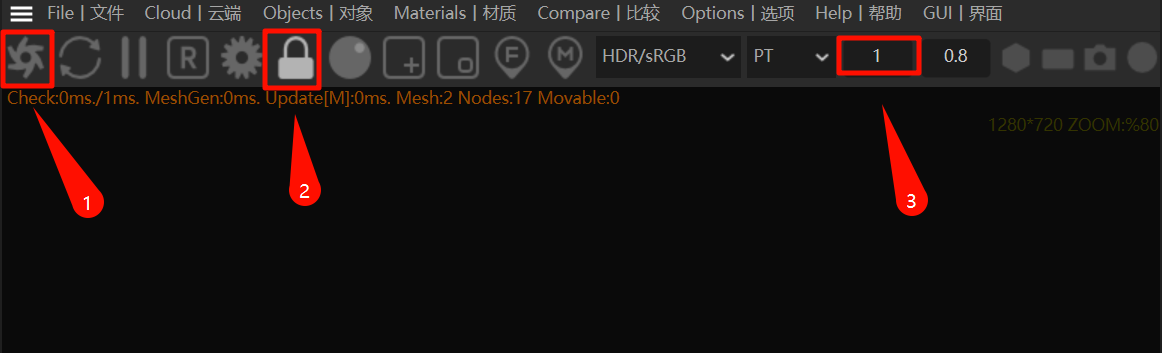 File | 文件 Cloud | 云端 Objects | 对象 Materials | 材质 Compare | 比较 Options | 选项 Help | 帮助 GUI | 界面
R F M HDR/sRGB PT 1 0.8
Check:0ms./1ms. MeshGen:0ms. Update[M]:0ms. Mesh:2 Nodes:17 Movable:0
1280*720 ZOOM:%80
1 2 3